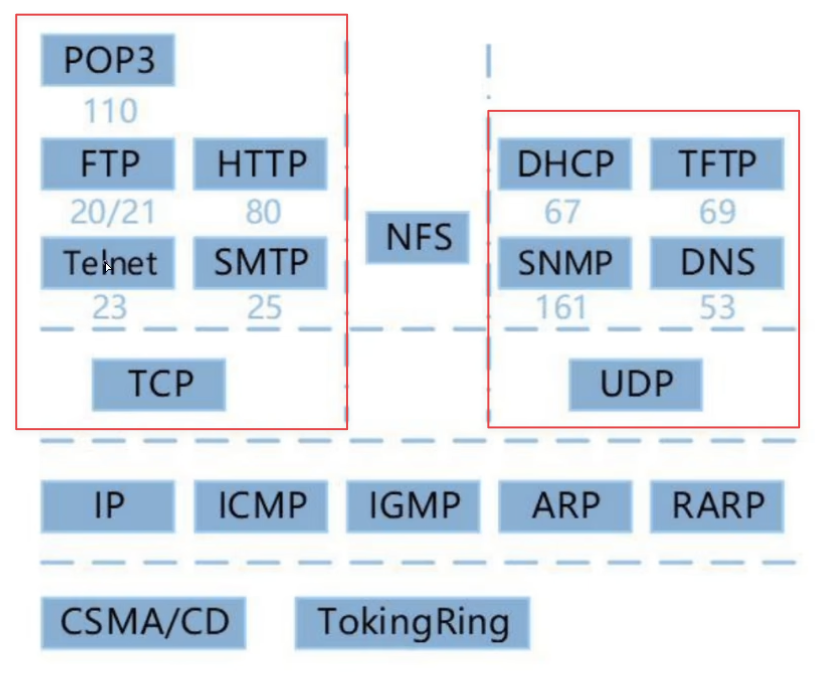 POP3
110
FTP HTTP DHCP TFTP
20/21 80 67 69
NFS
Telnet SMTP SNMP DNS
23 25 161 53
TCP UDP
IP ICMP IGMP ARP RARP
CSMA/CD TokingRing